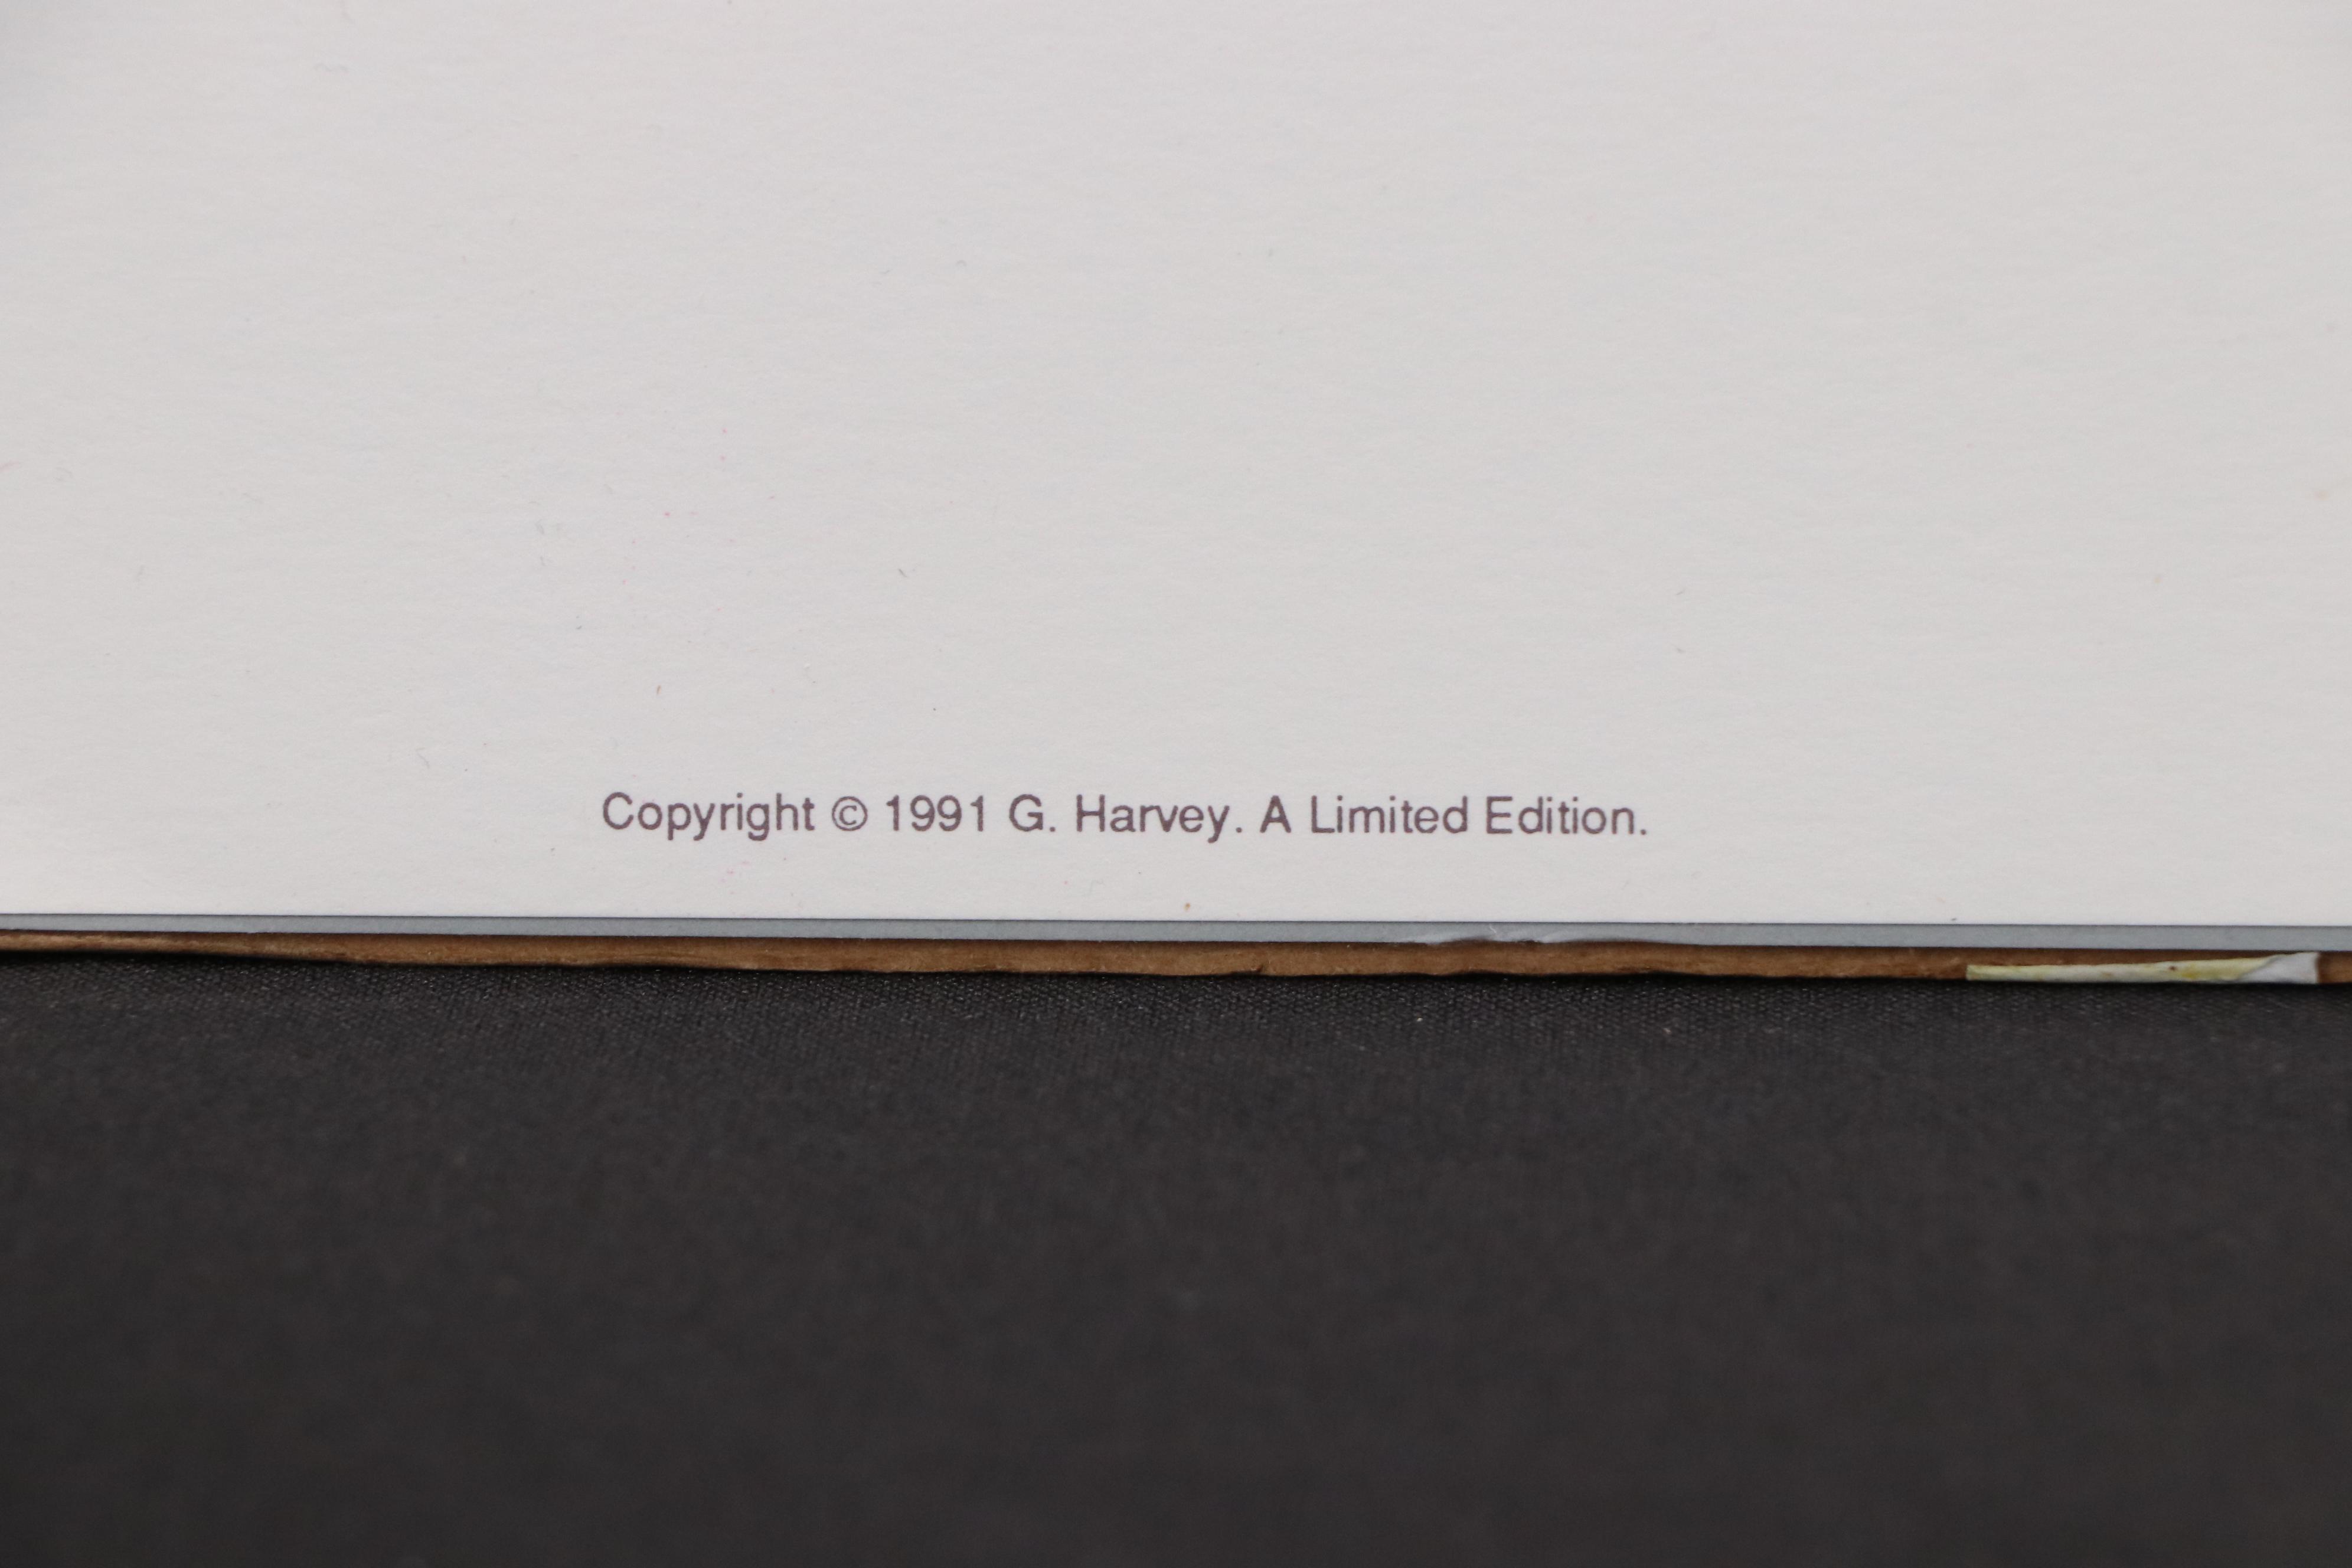 Copyright © 1991 G. Harvey. A Limited Edition.